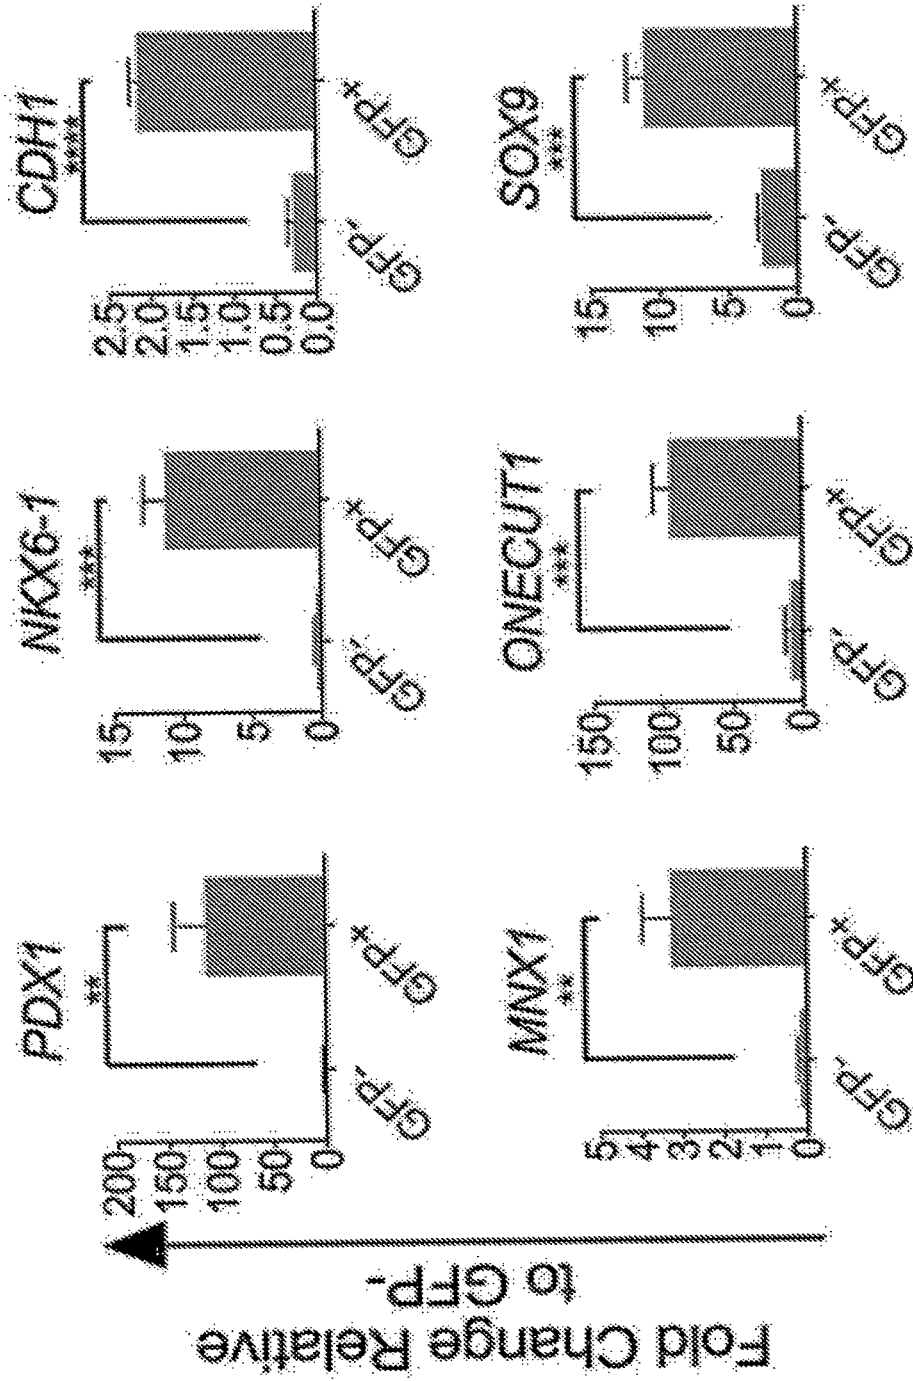 Fold Change Relative
to GFP-
PDX1
**
200
150
100
50
0
GFP-
GFP+
NKX6-1
***
15
10
5
0
GFP-
GFP+
CDH1
****
2.5
2.0
1.5
1.0
0.5
0.0
GFP-
GFP+
MNX1
**
5
4
3
2
1
0
GFP-
GFP+
ONECUT1
***
150
100
50
0
GFP-
GFP+
SOX9
***
15
10
5
0
GFP-
GFP+